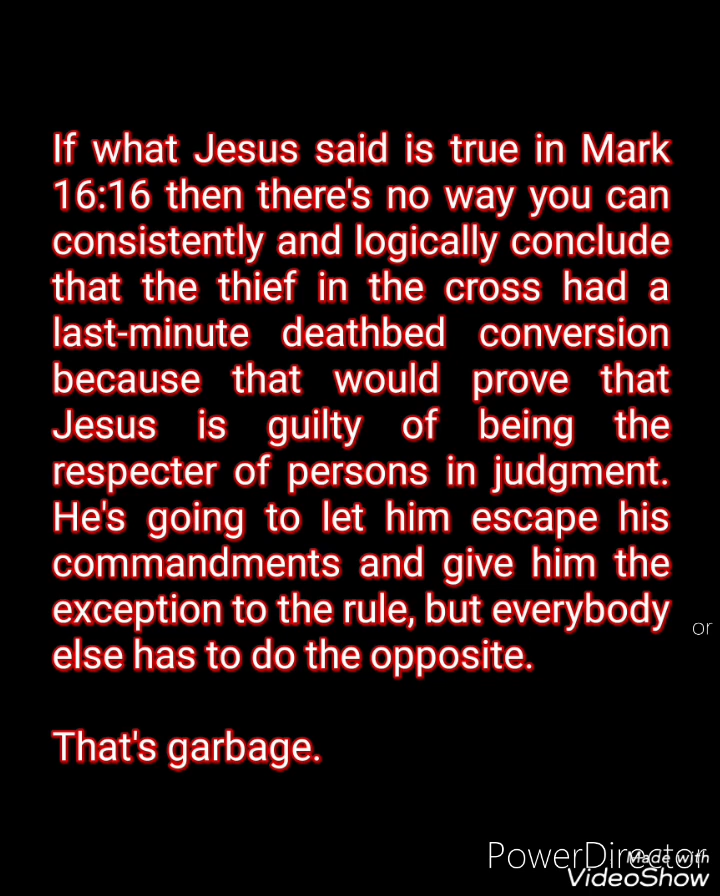 If what Jesus said is true in Mark
16:16 then there's no way you can
consistently and logically conclude
that the thief in the cross had a
last-minute deathbed conversion
because that would prove that
Jesus is guilty of being the
respecter of persons in judgment.
He's going to let him escape his
commandments and give him the
exception to the rule, but everybody
else has to do the opposite.
That's garbage.
or
PowerDirector
Made with
VideoShow